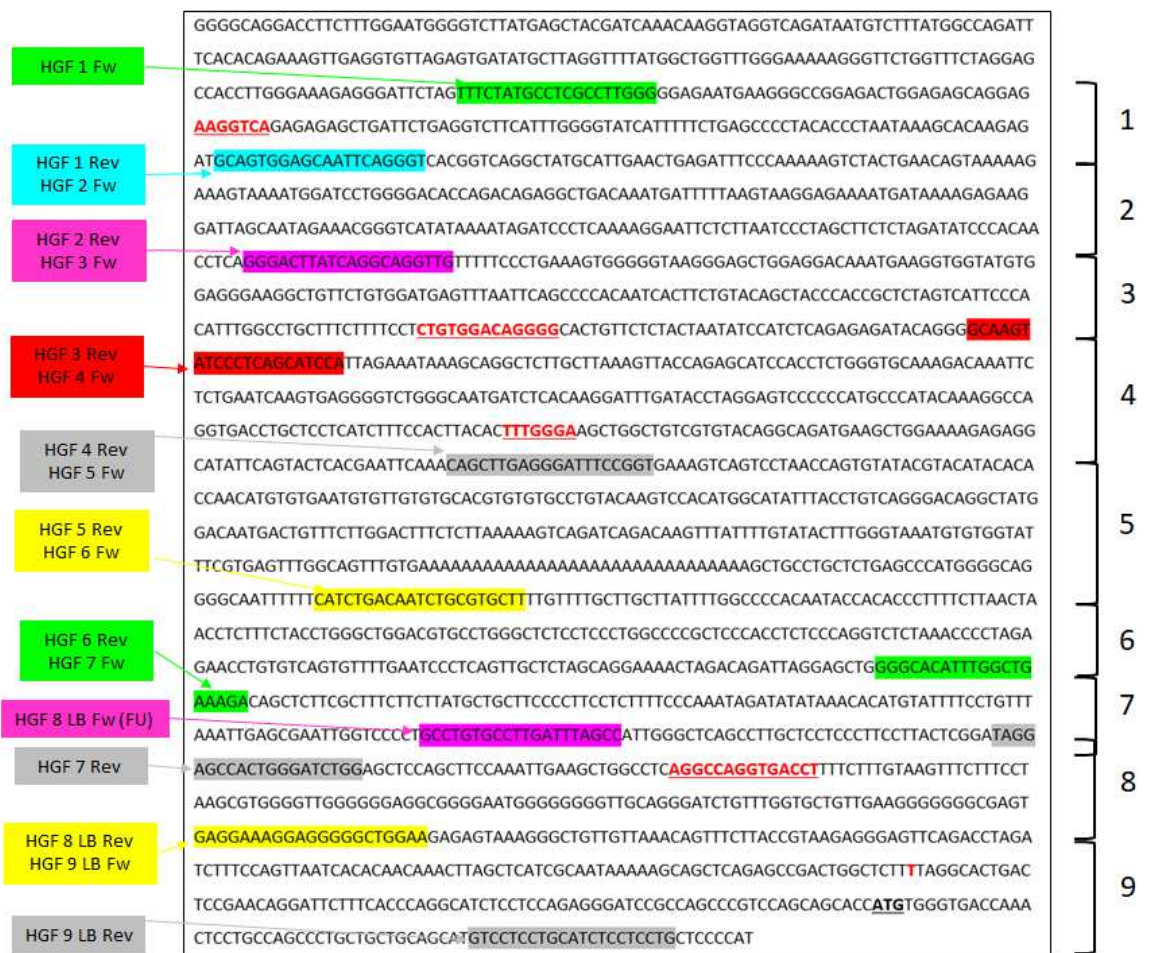 HGF 1 Fw
HGF 1 Rev
HGF 2 Fw
HGF 2 Rev
HGF 3 Fw
HGF 3 Rev
HGF 4 Fw
HGF 4 Rev
HGF 5 Fw
HGF 5 Rev
HGF 6 Fw
HGF 6 Rev
HGF 7 Fw
HGF 8 LB Fw (FU)
HGF 7 Rev
HGF 8 LB Rev
HGF 9 LB Fw
HGF 9 LB Rev
GGGGCAGGACCTTCTTTGGAATGGGGTCTTATGAGCTACGATCAAACAAGGTAGGTCAGATAATGTCTTTATGGCCAGATT
TCACACAGAAAGTTGAGGTGTTAGAGTGATATGCTTAGGTTTTATGGCTGGTTTGGGAAAAAGGGTTCTGGTTTCTAGGAG
CCACCTTGGGAAAGAGGGATTCTAGTTTCTATGCCTCGCCTTGGGGGAGAATGAAGGGCCGGAGACTGGAGAGCAGGAG
AAGGTCAGAGAGAGCTGATTCTGAGGTCTTCATTTGGGGTATCATTTTTCTGAGCCCCTACACCCTAATAAAGCACAAGAG
ATGCAGTGGAGCAATTCAGGGTCACGGTCAGGCTATGCATTGAACTGAGATTTCCCAAAAAGTCTACTGAACAGTAAAAAG
AAAGTAAAATGGATCCTGGGGACACCAGACAGAGGCTGACAAATGATTTTTAAGTAAGGAGAAAATGATAAAAGAGAAG
GATTAGCAATAGAAACGGGTCATATAAAATAGATCCCTCAAAAGGAATTCTCTTAATCCCTAGCTTCTCTAGATATCCCACAA
CCTCAGGGACTTATCAGGCAGGTTGTTTTTCCCTGAAAGTGGGGGTAAGGGAGCTGGAGGACAAATGAAGGTGGTATGTG
GAGGGAAGGCTGTTCTGTGGATGAGTTTAATTCAGCCCCACAATCACTTCTGTACAGCTACCCACCGCTCTAGTCATTCCCA
CATTTGGCCTGCTTTCTTTTCCTCTGTGGACAGGGGCACTGTTCTCTACTAATATCCATCTCAGAGAGATACAGGGGCAAGT
ATCCCTCAGCATCCATTAGAAATAAAGCAGGCTCTTGCTTAAAGTTACCAGAGCATCCACCTCTGGGTGCAAAGACAAATTC
TCTGAATCAAGTGAGGGGTCTGGGCAATGATCTCACAAGGATTTGATACCTAGGAGTCCCCCCATGCCCATACAAAGGCCA
GGTGACCTGCTCCTCATCTTTCCACTTACACTTTGGGAAGCTGGCTGTCGTGTACAGGCAGATGAAGCTGGAAAAGAGAGG
CATATTCAGTACTCACGAATTCAAACAGCTTGAGGGATTTCCGGTGAAAGTCAGTCCTAACCAGTGTATACGTACATACACA
CCAACATGTGTGAATGTGTTGTGTGCACGTGTGTGCCTGTACAAGTCCACATGGCATATTTACCTGTCAGGGACAGGCTATG
GACAATGACTGTTTCTTGGACTTTCTCTTAAAAAGTCAGATCAGACAAGTTTATTTTGTATACTTTGGGTAAATGTGTGGTAT
TTCGTGAGTTTGGCAGTTTGTGAAAAAAAAAAAAAAAAAAAAAAAAAAAAAAAAAAGCTGCCTGCTCTGAGCCCATGGGGCAG
GGGCAATTTTTTCATCTGACAATCTGCGTGCTTTTGTTTTGCTTGCTTATTTTGGCCCCACAATACCACACCCTTTTCTTAACTA
ACCTCTTTCTACCTGGGCTGGACGTGCCTGGGCTCTCCTCCCTGGCCCCGCTCCCACCTCTCCCAGGTCTCTAAACCCCTAGA
GAACCTGTGTCAGTGTTTTGAATCCCTCAGTTGCTCTAGCAGGAAAACTAGACAGATTAGGAGCTGGGGCACATTTGGCTG
AAAGACAGCTCTTCGCTTTCTTCTTATGCTGCTTCCCCTTCCTCTTTTCCCAAATAGATATATAAACACATGTATTTTCCTGTTT
AAATTGAGCGAATTGGTCCCCTGCCTGTGCCTTGATTTAGCCATTGGGCTCAGCCTTGCTCCTCCCTTCCTTACTCGGATAGG
AGCCACTGGGATCTGGAGCTCCAGCTTCCAAATTGAAGCTGGCCTCAGGCCAGGTGACCTTTTCTTTGTAAGTTTCTTTCCT
AAGCGTGGGGTTGGGGGGAGGCGGGGAATGGGGGGGGTTGCAGGGATCTGTTTGGTGCTGTTGAAGGGGGGGCGAGT
GAGGAAAGGAGGGGGCTGGAAGAGAGTAAAGGGCTGTTGTTAAACAGTTTCTTACCGTAAGAGGGAGTTCAGACCTAGA
TCTTTCCAGTTAATCACACAACAAACTTAGCTCATCGCAATAAAAAGCAGCTCAGAGCCGACTGGCTCTTTTAGGCACTGAC
TCCGAACAGGATTCTTTCACCCAGGCATCTCCTCCAGAGGGATCCGCCAGCCCGTCCAGCAGCACCATGTGGGTGACCAAA
CTCCTGCCAGCCCTGCTGCTGCAGCATGTCCTCCTGCATCTCCTCCTGCTCCCCAT
1
2
3
4
5
6
7
8
9